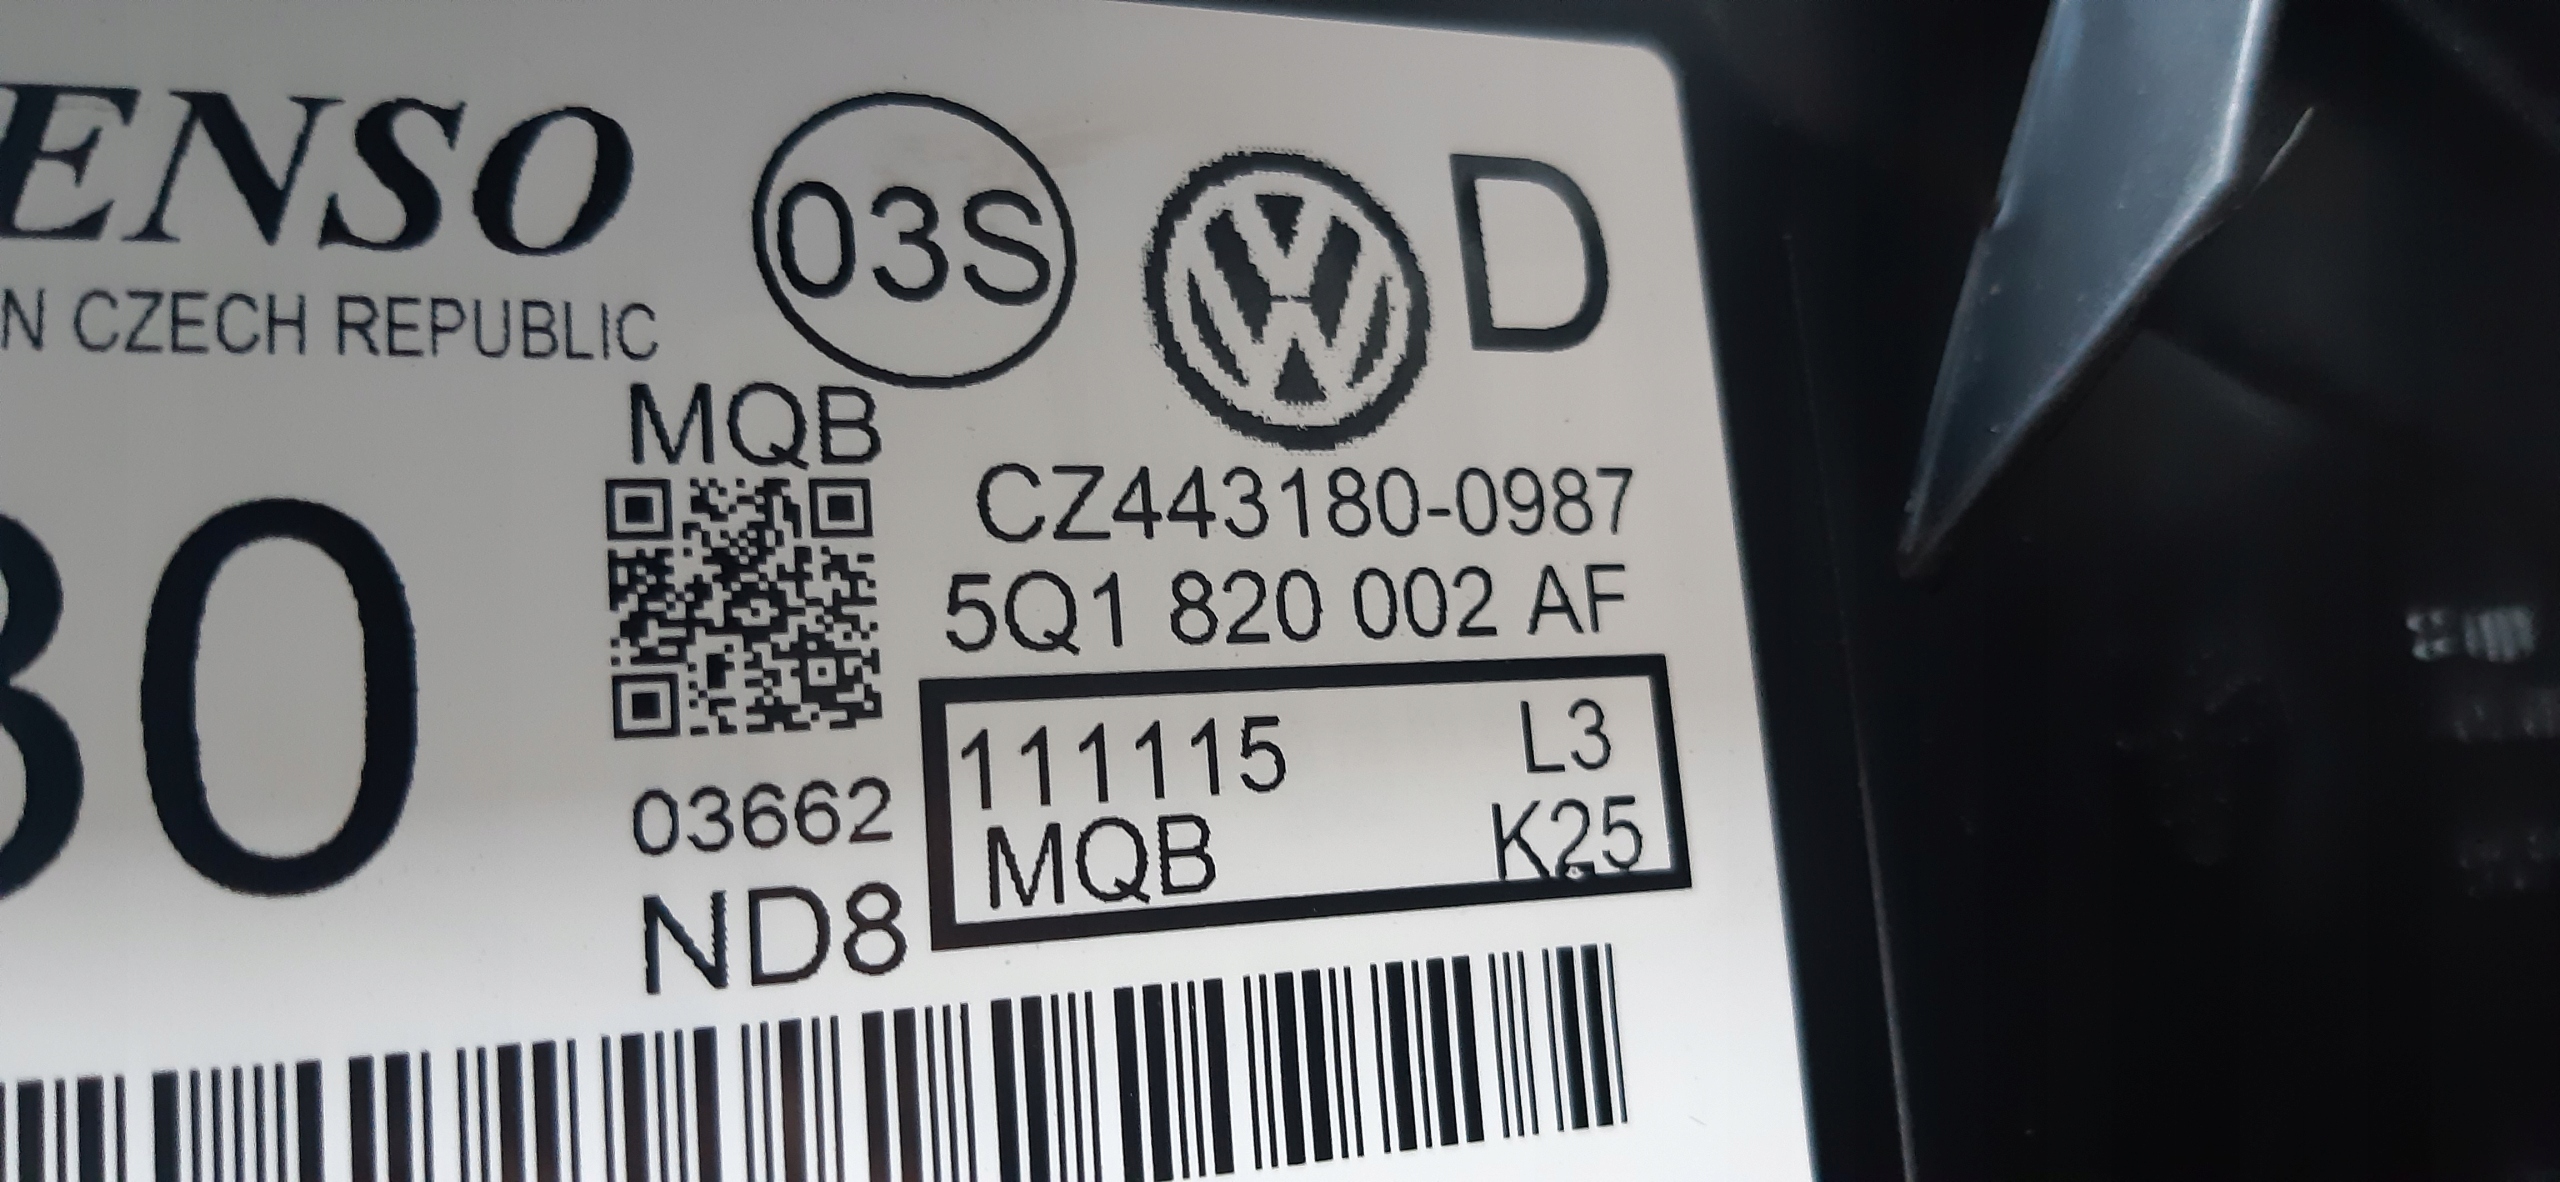 ENSO
03S
D
N CZECH REPUBLIC
MQB
CZ443180-0987
5Q1 820 002 AF
30
111115 L3
03662
MQB K25
ND8